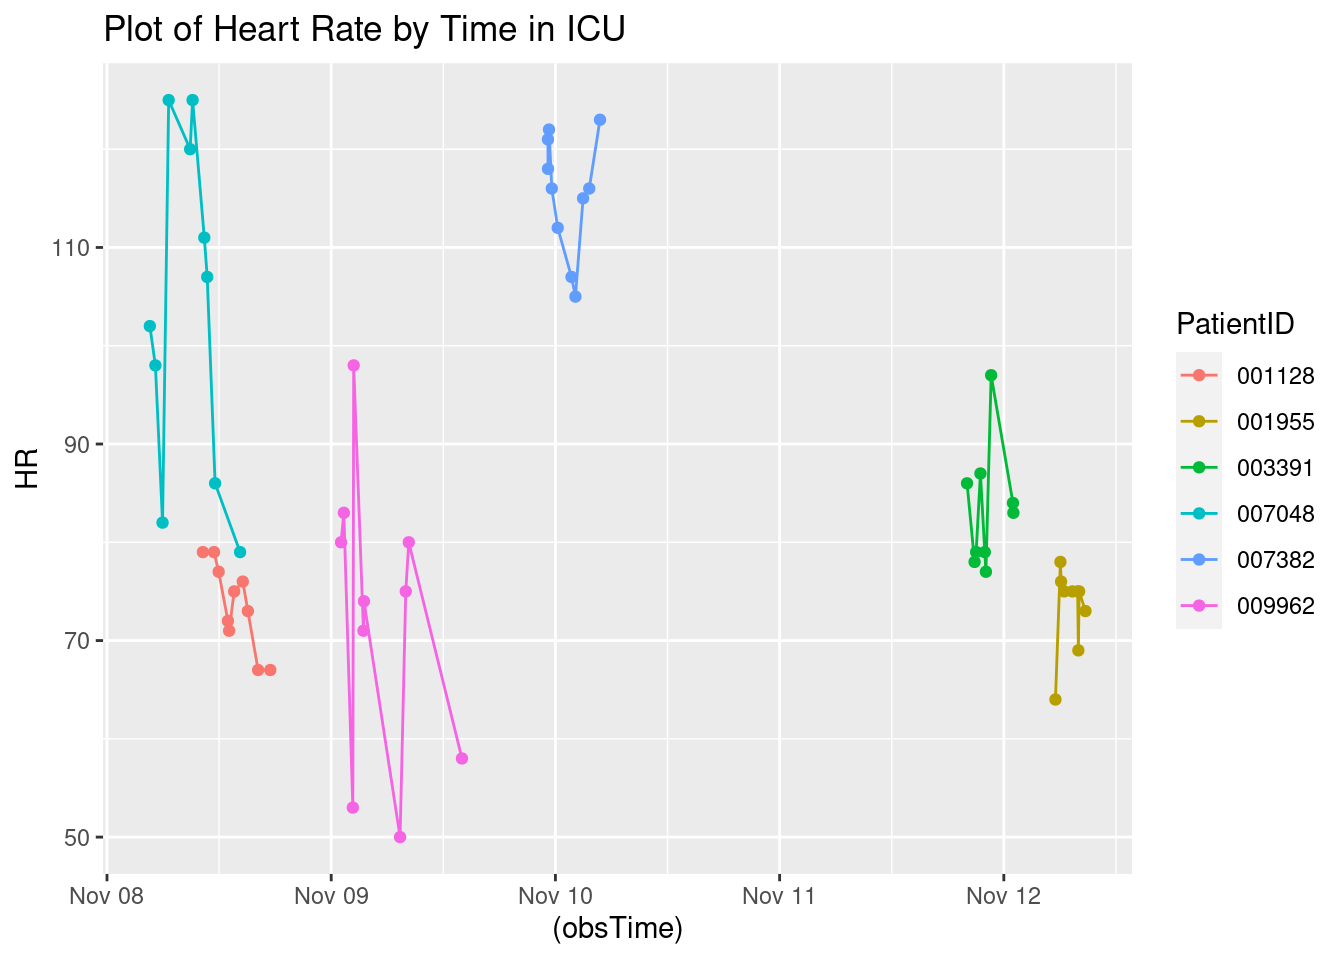 Plot of Heart Rate by Time in ICU
110
90
70
50
HR
Nov 08
Nov 09
Nov 10
Nov 11
Nov 12
(obsTime)
PatientID
001128
001955
003391
007048
007382
009962